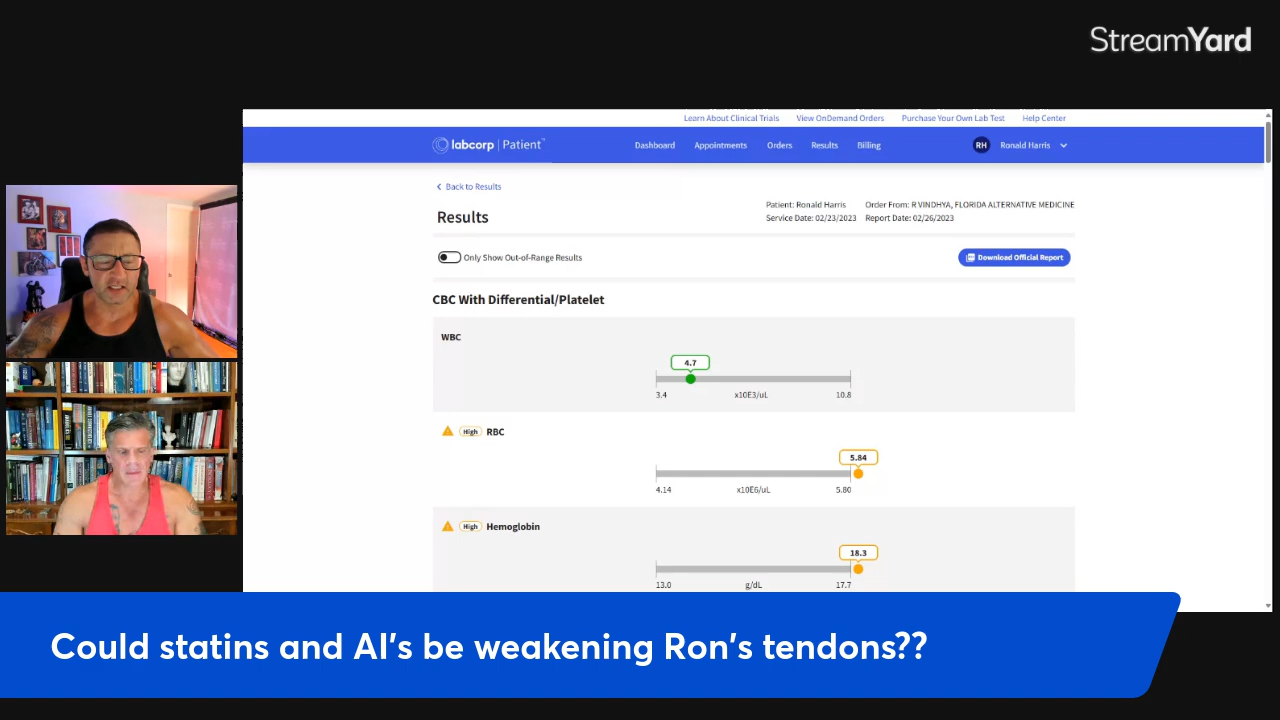 StreamYard
Learn About Clinical Trials View OnDemand Orders Purchase Your Own Lab Test Help Center
labcorp | Patient™ Dashboard Appointments Orders Results Billing RH Ronald Harris
Back to Results
Results
Patient: Ronald Harris Order From: R VINDHYA, FLORIDA ALTERNATIVE MEDICINE
Service Date: 02/23/2023 Report Date: 02/26/2023
Only Show Out-of-Range Results
Download Official Report
CBC With Differential/Platelet
WBC
4.7
3.4 x10E3/uL 10.8
High RBC
5.84
4.14 x10E6/uL 5.80
High Hemoglobin
18.3
13.0 g/dL 17.7
Could statins and AI's be weakening Ron's tendons??